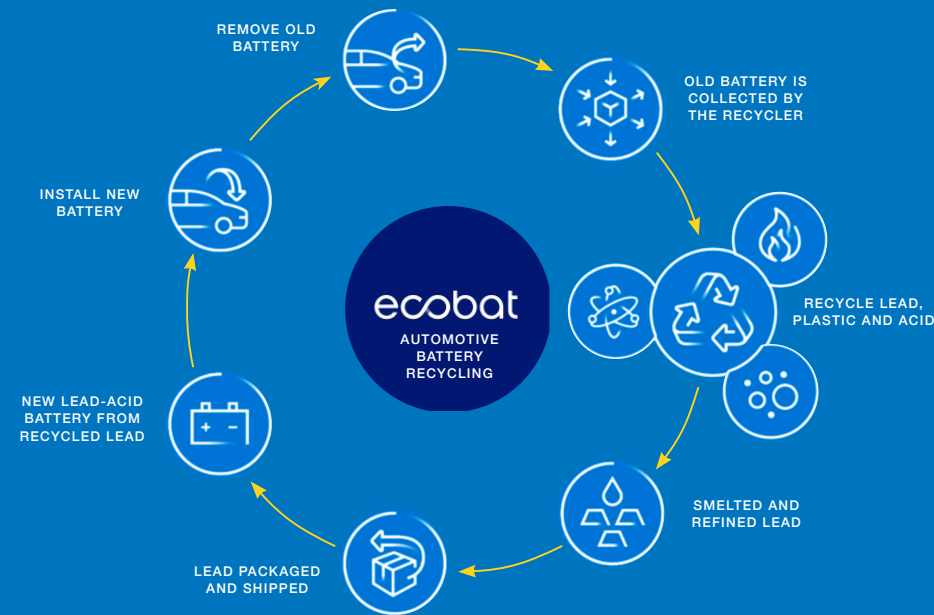 REMOVE OLD
BATTERY
OLD BATTERY IS
COLLECTED BY
THE RECYCLER
INSTALL NEW
BATTERY
ecobat
AUTOMOTIVE
BATTERY
RECYCLING
RECYCLE LEAD,
PLASTIC AND ACID
NEW LEAD-ACID
BATTERY FROM
RECYCLED LEAD
SMELTED AND
REFINED LEAD
LEAD PACKAGED
AND SHIPPED